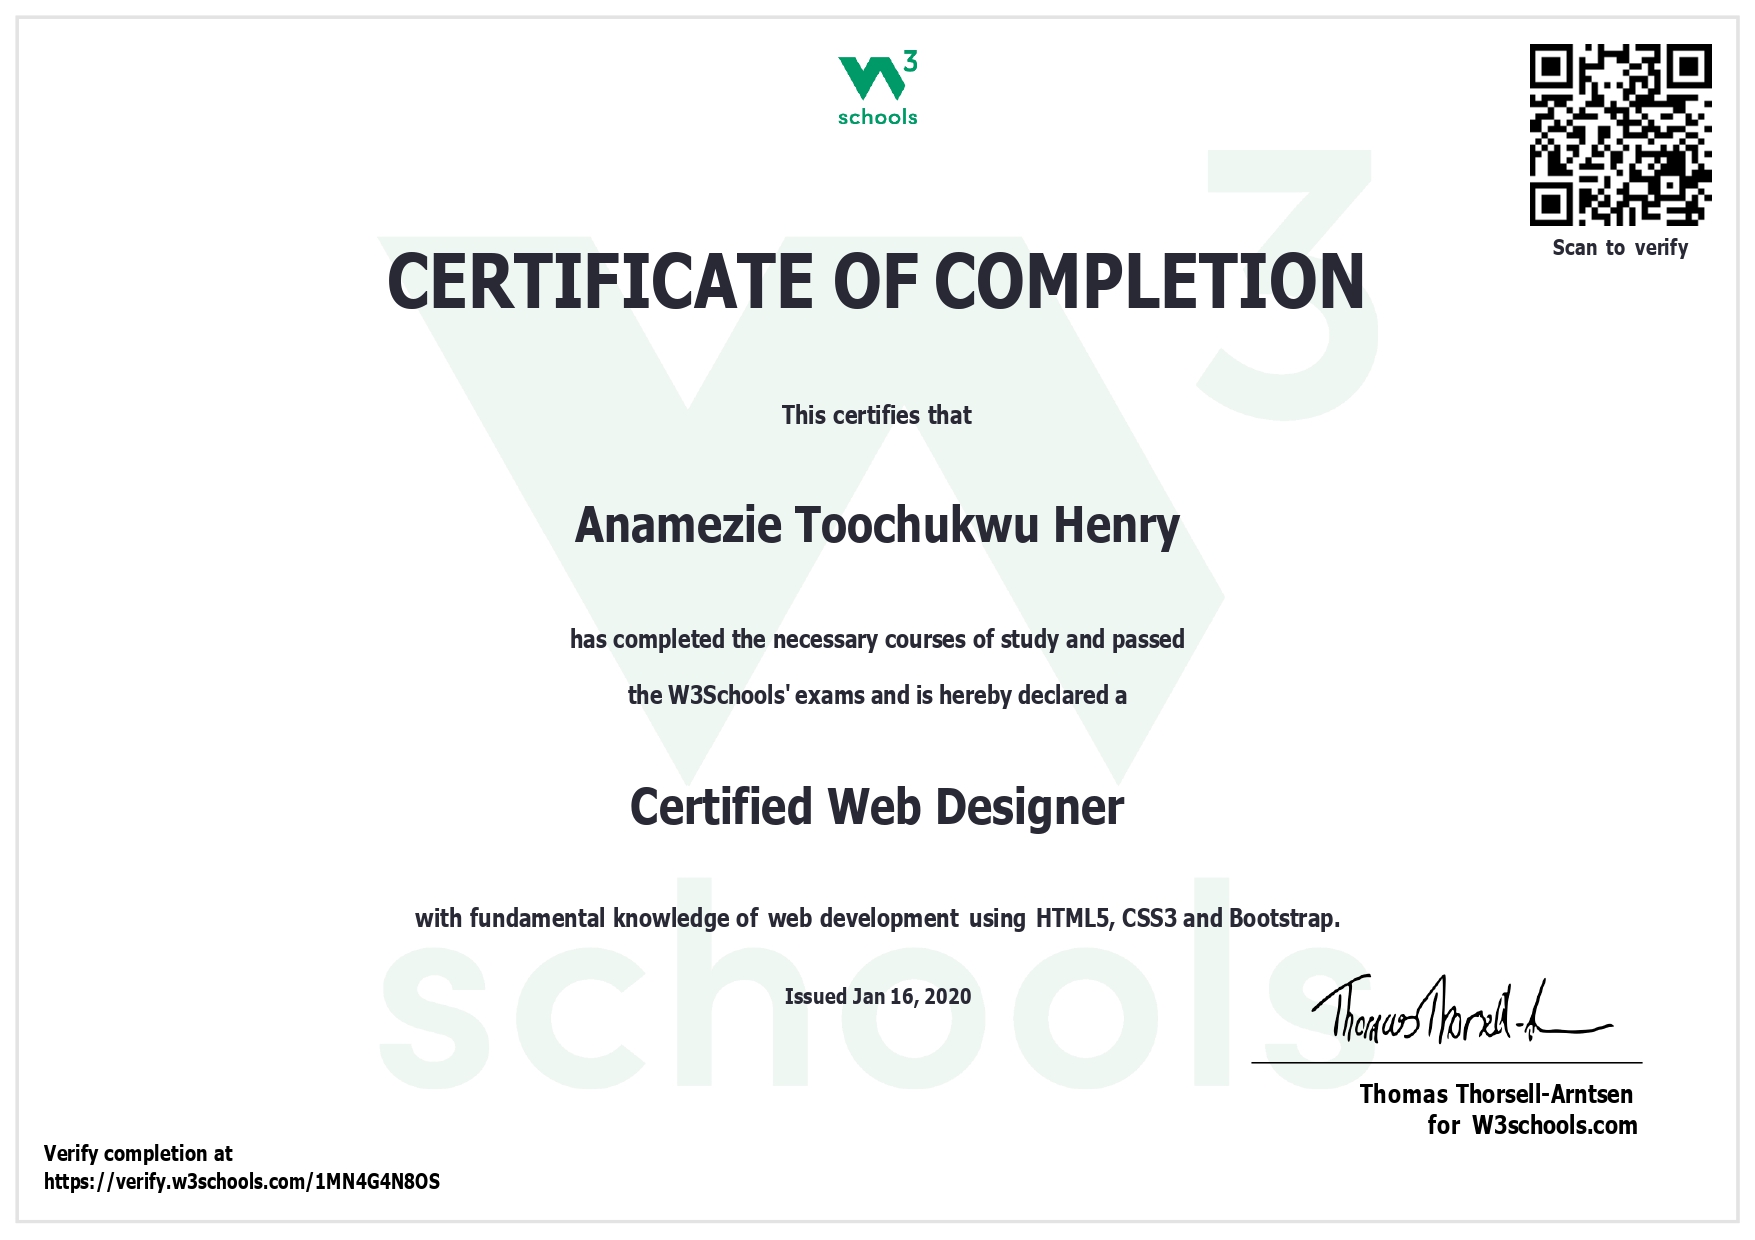 W3
schools
Scan to verify
CERTIFICATE OF COMPLETION
This certifies that
Anamezie Toochukwu Henry
has completed the necessary courses of study and passed
the W3Schools' exams and is hereby declared a
Certified Web Designer
with fundamental knowledge of web development using HTML5, CSS3 and Bootstrap.
Issued Jan 16, 2020
Thomas Thorsell-A
Thomas Thorsell-Arntsen
for W3schools.com
Verify completion at
https://verify.w3schools.com/1MN4G4N8OS
W3
schools